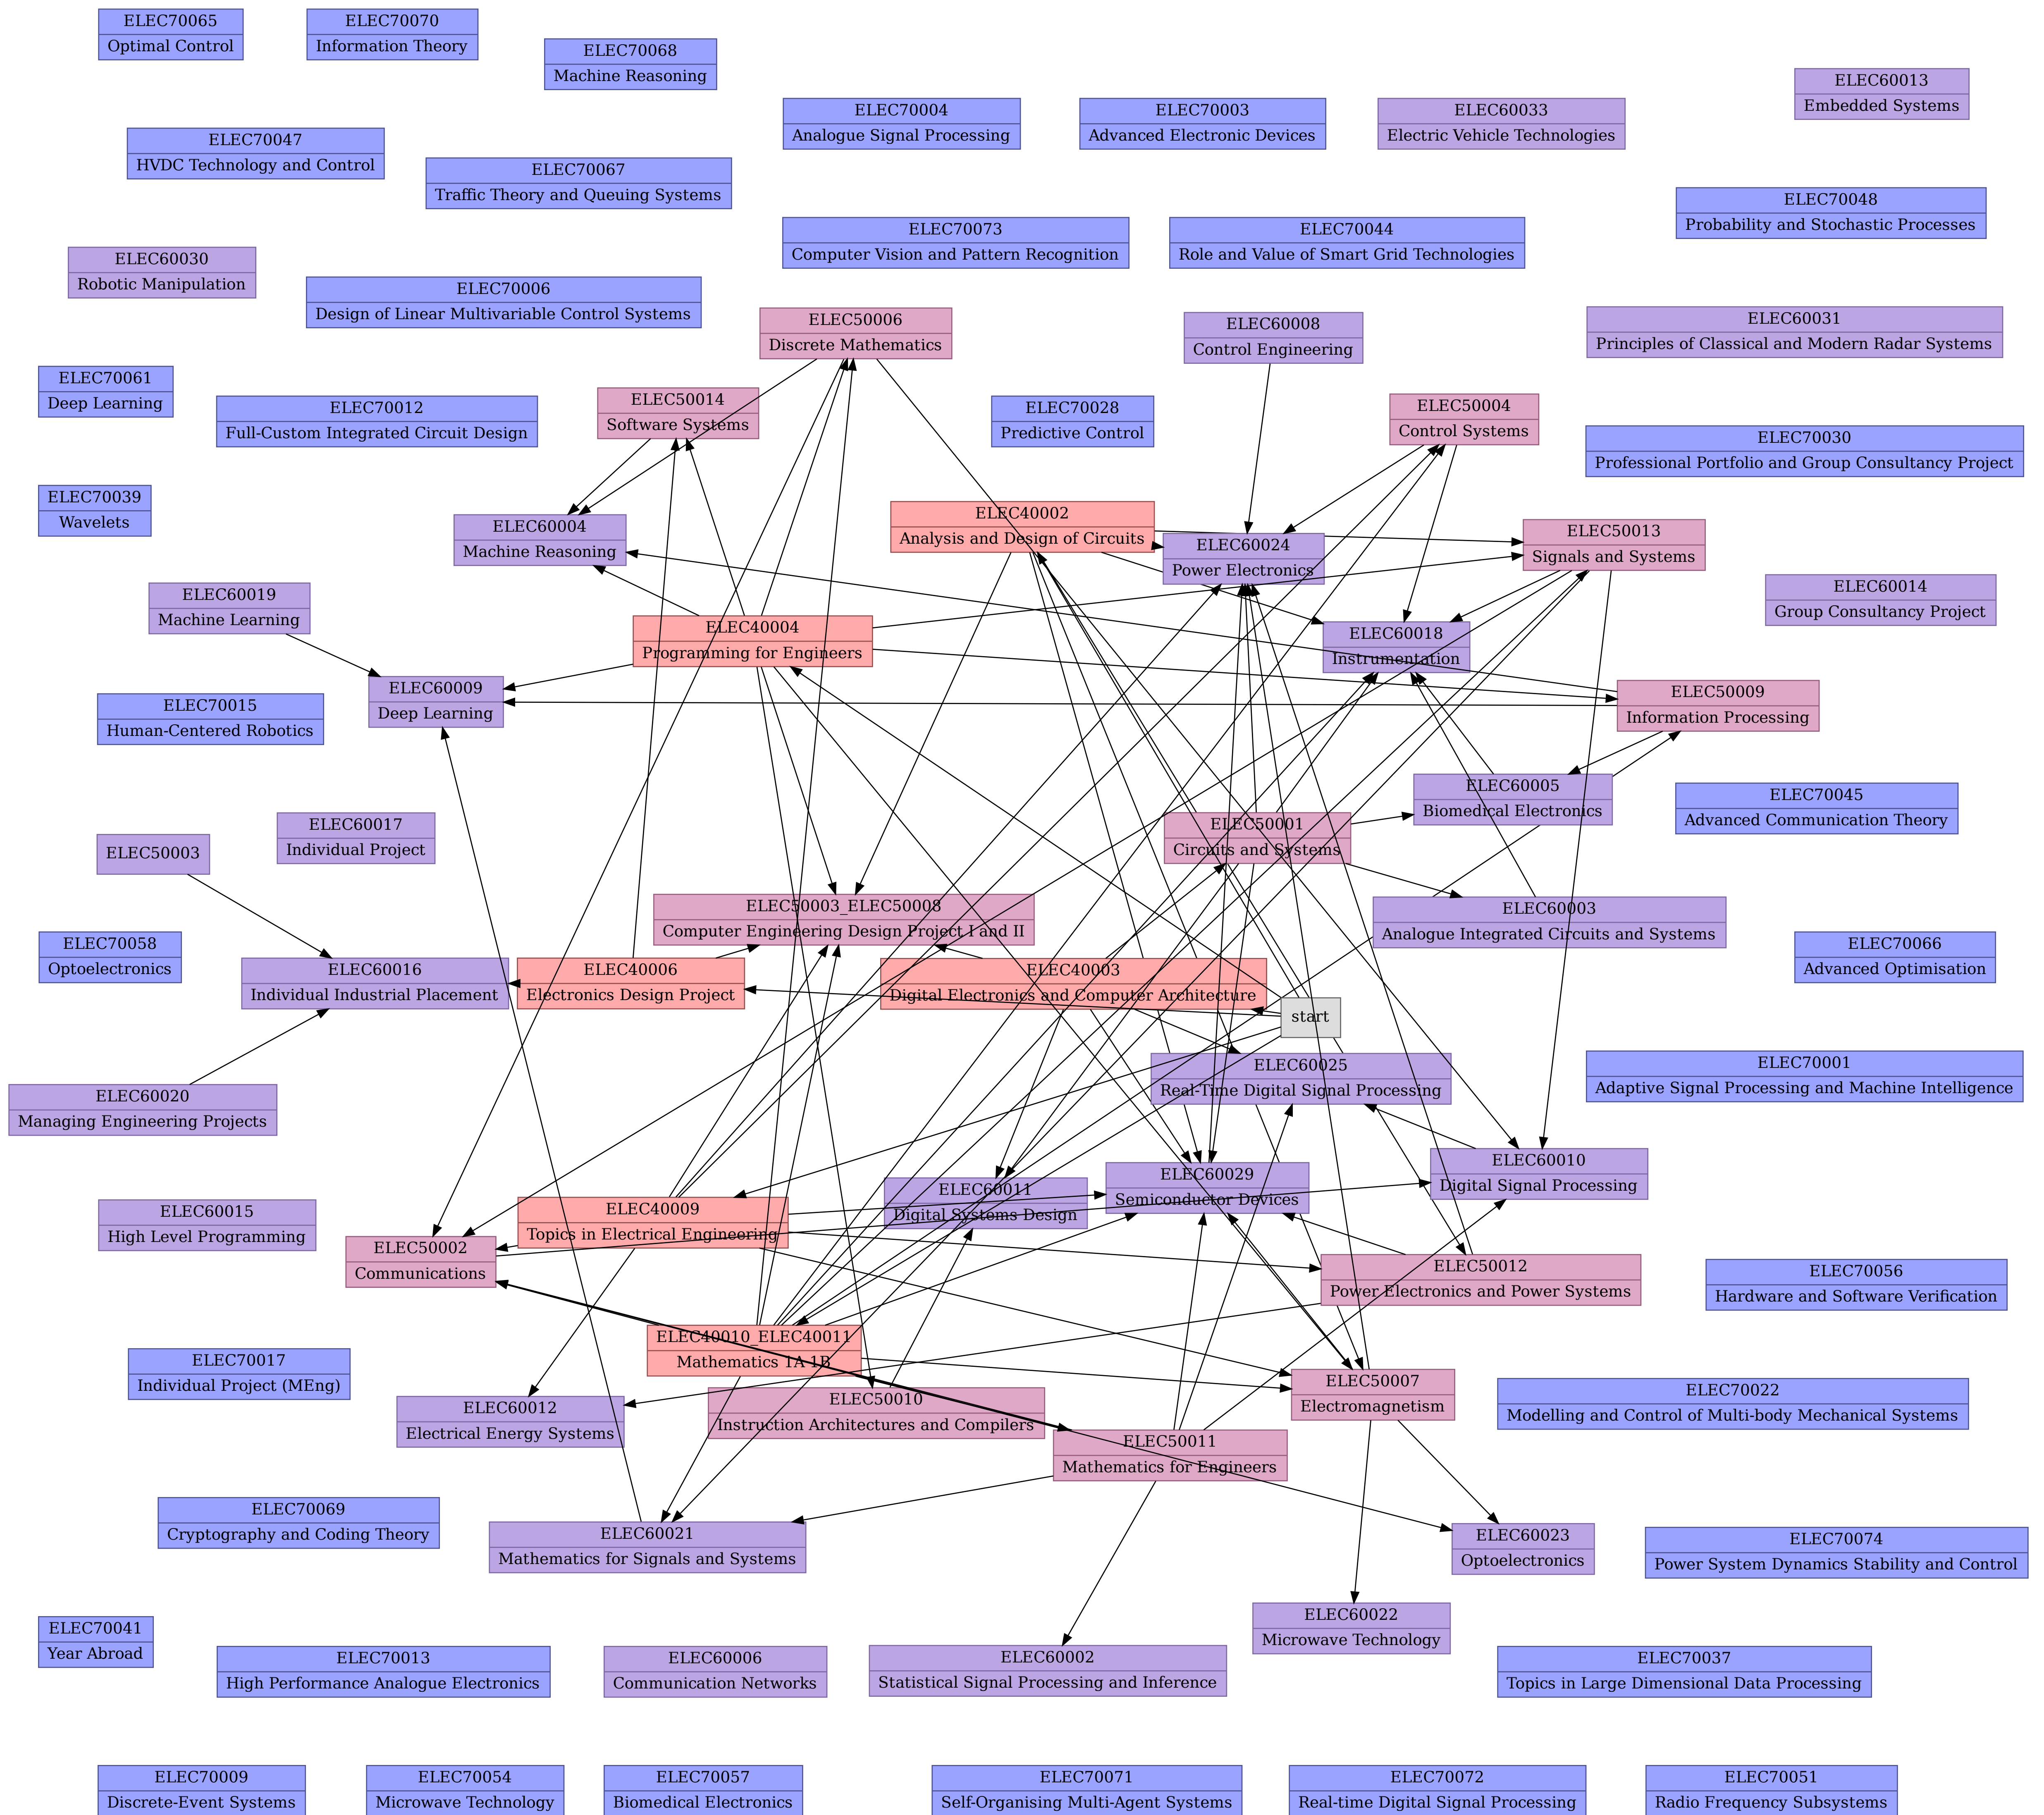 ELEC70065
Optimal Control
ELEC70070
Information Theory
ELEC70068
Machine Reasoning
ELEC60013
Embedded Systems
ELEC70004
Analogue Signal Processing
ELEC70003
Advanced Electronic Devices
ELEC60033
Electric Vehicle Technologies
ELEC70047
HVDC Technology and Control
ELEC70067
Traffic Theory and Queuing Systems
ELEC70048
Probability and Stochastic Processes
ELEC70073
Computer Vision and Pattern Recognition
ELEC70044
Role and Value of Smart Grid Technologies
ELEC60030
Robotic Manipulation
ELEC70006
Design of Linear Multivariable Control Systems
ELEC50006
Discrete Mathematics
ELEC60008
Control Engineering
ELEC60031
Principles of Classical and Modern Radar Systems
ELEC70061
Deep Learning
ELEC70012
Full-Custom Integrated Circuit Design
ELEC50014
Software Systems
ELEC70028
Predictive Control
ELEC50004
Control Systems
ELEC70030
Professional Portfolio and Group Consultancy Project
ELEC70039
Wavelets
ELEC60004
Machine Reasoning
ELEC40002
Analysis and Design of Circuits
ELEC60024
Power Electronics
ELEC50013
Signals and Systems
ELEC60019
Machine Learning
ELEC40004
Programming for Engineers
ELEC60018
Instrumentation
ELEC60014
Group Consultancy Project
ELEC60009
Deep Learning
ELEC70015
Human-Centered Robotics
ELEC50009
Information Processing
ELEC60005
Biomedical Electronics
ELEC70045
Advanced Communication Theory
ELEC50003
ELEC60017
Individual Project
ELEC50001
Circuits and Systems
ELEC50003_ELEC50008
Computer Engineering Design Project I and II
ELEC60003
Analogue Integrated Circuits and Systems
ELEC70058
Optoelectronics
ELEC60016
Individual Industrial Placement
ELEC40006
Electronics Design Project
ELEC40003
Digital Electronics and Computer Architecture
start
ELEC70066
Advanced Optimisation
ELEC60020
Managing Engineering Projects
ELEC60025
Real-Time Digital Signal Processing
ELEC70001
Adaptive Signal Processing and Machine Intelligence
ELEC60015
High Level Programming
ELEC40009
Topics in Electrical Engineering
ELEC60011
Digital Systems Design
ELEC60029
Semiconductor Devices
ELEC60010
Digital Signal Processing
ELEC50002
Communications
ELEC50012
Power Electronics and Power Systems
ELEC70056
Hardware and Software Verification
ELEC70017
Individual Project (MEng)
ELEC40010_ELEC40011
Mathematics 1A 1B
ELEC60012
Electrical Energy Systems
ELEC50010
Instruction Architectures and Compilers
ELEC50007
Electromagnetism
ELEC70022
Modelling and Control of Multi-body Mechanical Systems
ELEC50011
Mathematics for Engineers
ELEC70069
Cryptography and Coding Theory
ELEC60021
Mathematics for Signals and Systems
ELEC60023
Optoelectronics
ELEC70074
Power System Dynamics Stability and Control
ELEC70041
Year Abroad
ELEC70013
High Performance Analogue Electronics
ELEC60006
Communication Networks
ELEC60002
Statistical Signal Processing and Inference
ELEC60022
Microwave Technology
ELEC70037
Topics in Large Dimensional Data Processing
ELEC70009
Discrete-Event Systems
ELEC70054
Microwave Technology
ELEC70057
Biomedical Electronics
ELEC70071
Self-Organising Multi-Agent Systems
ELEC70072
Real-time Digital Signal Processing
ELEC70051
Radio Frequency Subsystems